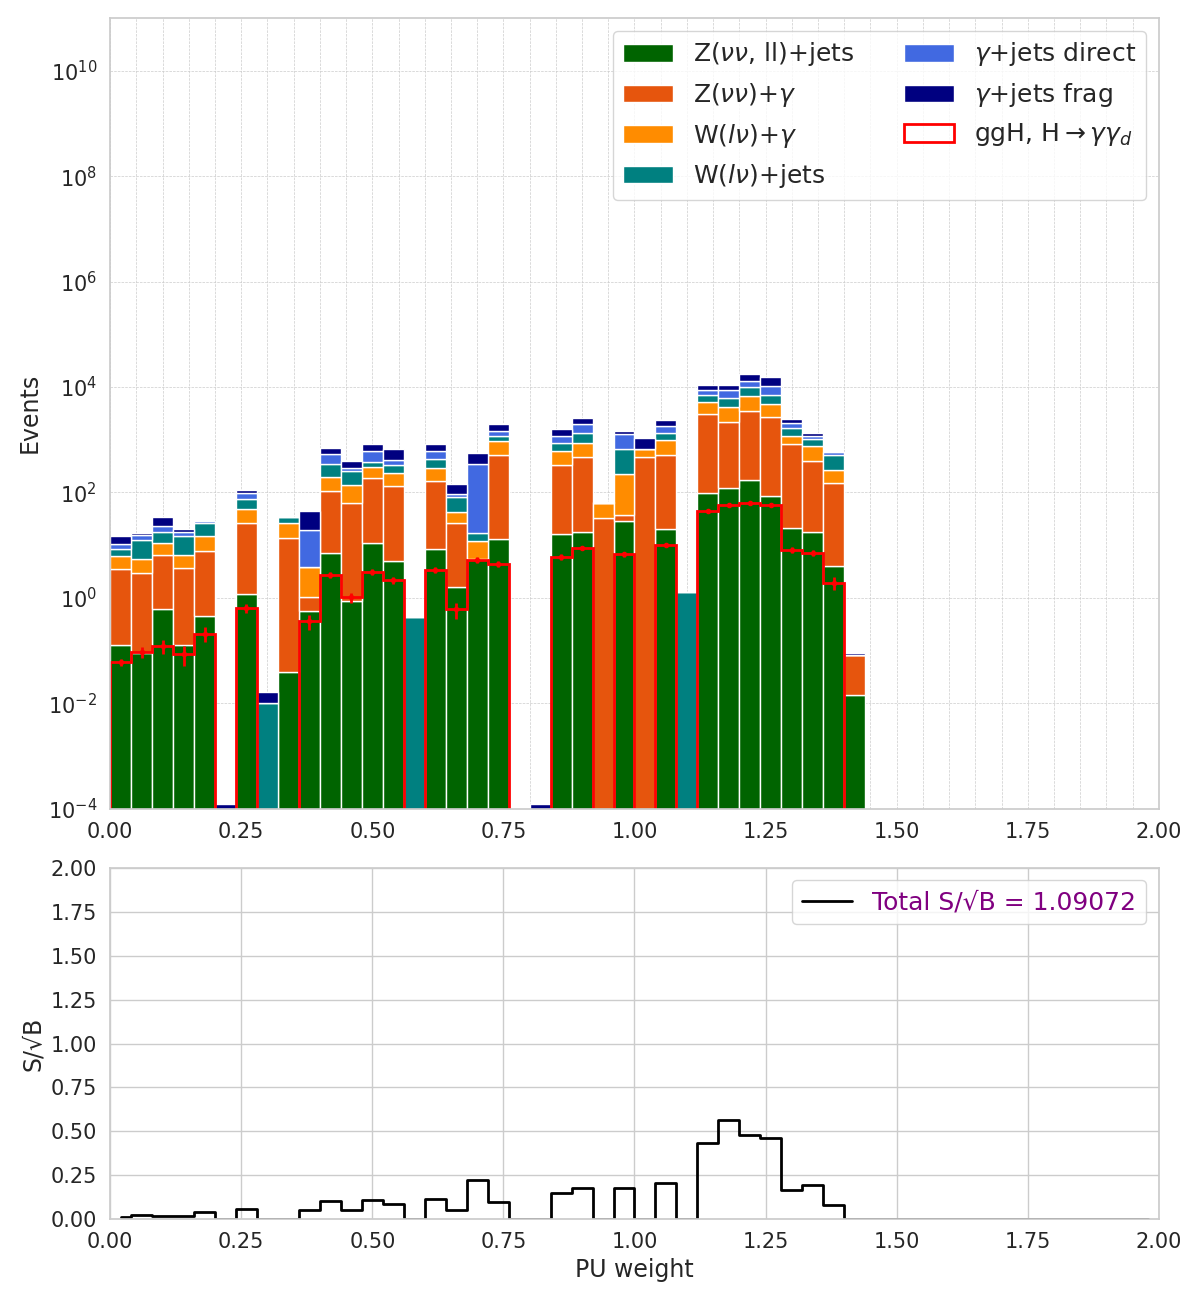 Z(νν, ll)+jets
Z(νν)+γ
W(lν)+γ
W(lν)+jets
γ+jets direct
γ+jets frag
ggH, H→γγ_d
Events
10^10
10^8
10^6
10^4
10^2
10^0
10^−2
10^−4
0.00 0.25 0.50 0.75 1.00 1.25 1.50 1.75 2.00
Total S/√B = 1.09072
S/√B
2.00
1.75
1.50
1.25
1.00
0.75
0.50
0.25
0.00
0.00 0.25 0.50 0.75 1.00 1.25 1.50 1.75 2.00
PU weight